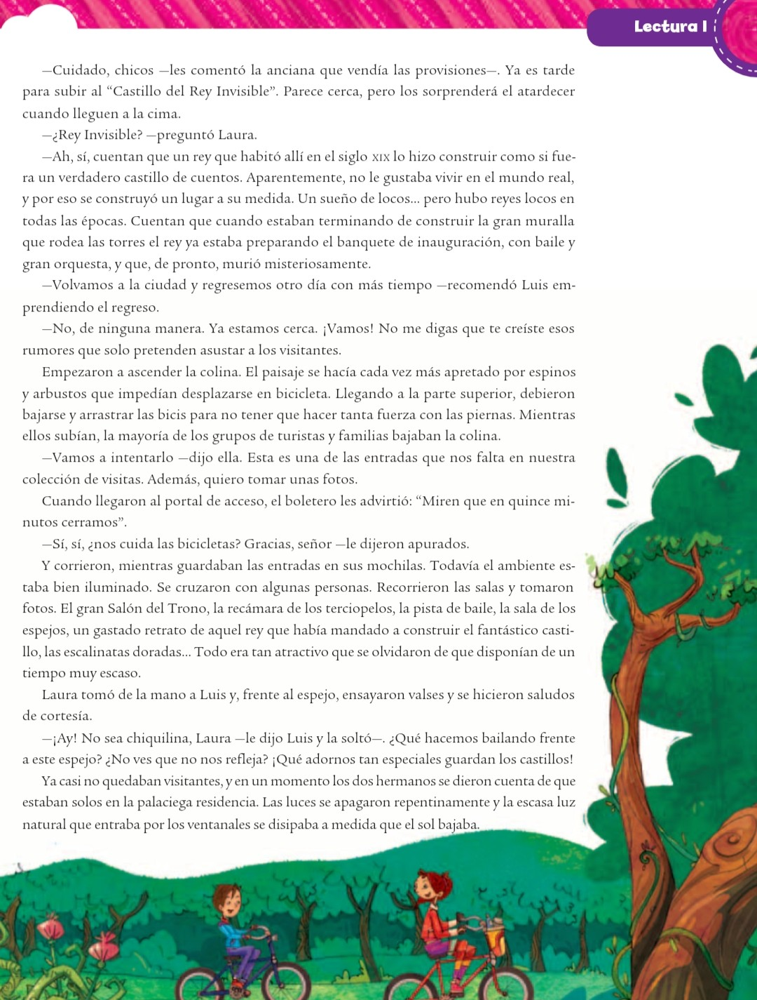 Lectura 1
—Cuidado, chicos —les comentó la anciana que vendía las provisiones—. Ya es tarde
para subir al “Castillo del Rey Invisible”. Parece cerca, pero los sorprenderá el atardecer
cuando lleguen a la cima.
—¿Rey Invisible? —preguntó Laura.
—Ah, sí, cuentan que un rey que habitó allí en el siglo XIX lo hizo construir como si fue-
ra un verdadero castillo de cuentos. Aparentemente, no le gustaba vivir en el mundo real,
y por eso se construyó un lugar a su medida. Un sueño de locos... pero hubo reyes locos en
todas las épocas. Cuentan que cuando estaban terminando de construir la gran muralla
que rodea las torres el rey ya estaba preparando el banquete de inauguración, con baile y
gran orquesta, y que, de pronto, murió misteriosamente.
—Volvamos a la ciudad y regresemos otro día con más tiempo —recomendó Luis em-
prendiendo el regreso.
—No, de ninguna manera. Ya estamos cerca. ¡Vamos! No me digas que te creíste esos
rumores que solo pretenden asustar a los visitantes.
Empezaron a ascender la colina. El paisaje se hacía cada vez más apretado por espinos
y arbustos que impedían desplazarse en bicicleta. Llegando a la parte superior, debieron
bajarse y arrastrar las bicis para no tener que hacer tanta fuerza con las piernas. Mientras
ellos subían, la mayoría de los grupos de turistas y familias bajaban la colina.
—Vamos a intentarlo —dijo ella. Esta es una de las entradas que nos falta en nuestra
colección de visitas. Además, quiero tomar unas fotos.
Cuando llegaron al portal de acceso, el boletero les advirtió: “Miren que en quince mi-
nutos cerramos”.
—Sí, sí, ¿nos cuida las bicicletas? Gracias, señor —le dijeron apurados.
Y corrieron, mientras guardaban las entradas en sus mochilas. Todavía el ambiente es-
taba bien iluminado. Se cruzaron con algunas personas. Recorrieron las salas y tomaron
fotos. El gran Salón del Trono, la recámara de los terciopelos, la pista de baile, la sala de los
espejos, un gastado retrato de aquel rey que había mandado a construir el fantástico casti-
llo, las escalinatas doradas... Todo era tan atractivo que se olvidaron de que disponían de un
tiempo muy escaso.
Laura tomó de la mano a Luis y, frente al espejo, ensayaron valses y se hicieron saludos
de cortesía.
—¡Ay! No sea chiquilina, Laura —le dijo Luis y la soltó—. ¿Qué hacemos bailando frente
a este espejo? ¿No ves que no nos refleja? ¡Qué adornos tan especiales guardan los castillos!
Ya casi no quedaban visitantes, y en un momento los dos hermanos se dieron cuenta de que
estaban solos en la palaciega residencia. Las luces se apagaron repentinamente y la escasa luz
natural que entraba por los ventanales se disipaba a medida que el sol bajaba.